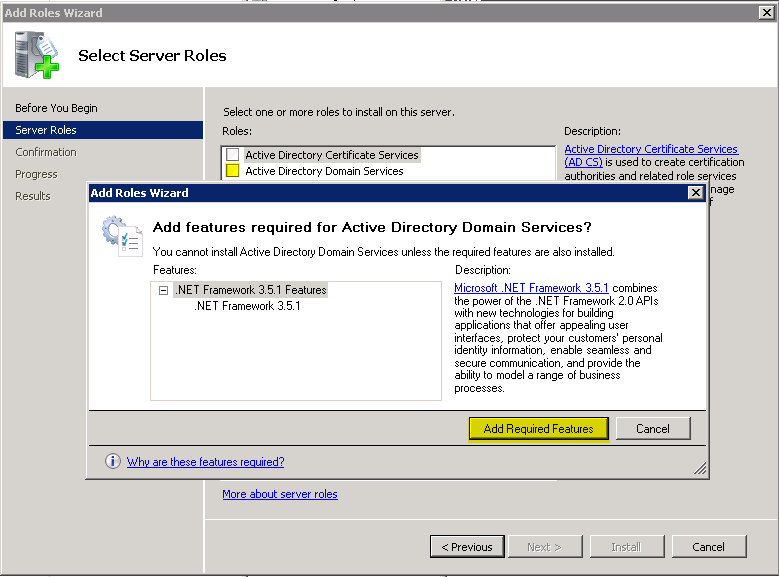 Add Roles Wizard
Select Server Roles
Before You Begin
Server Roles
Confirmation
Progress
Results
Select one or more roles to install on this server.
Roles:
Active Directory Certificate Services
Active Directory Domain Services
Description:
Active Directory Certificate Services
(AD CS) is used to create certification
authorities and related role services
Add Roles Wizard
Add features required for Active Directory Domain Services?
You cannot install Active Directory Domain Services unless the required features are also installed.
Features:
.NET Framework 3.5.1 Features
.NET Framework 3.5.1
Description:
Microsoft .NET Framework 3.5.1 combines
the power of the .NET Framework 2.0 APIs
with new technologies for building
applications that offer appealing user
interfaces, protect your customers' personal
identity information, enable seamless and
secure communication, and provide the
ability to model a range of business
processes.
Add Required Features
Cancel
Why are these features required?
More about server roles
< Previous
Next >
Install
Cancel